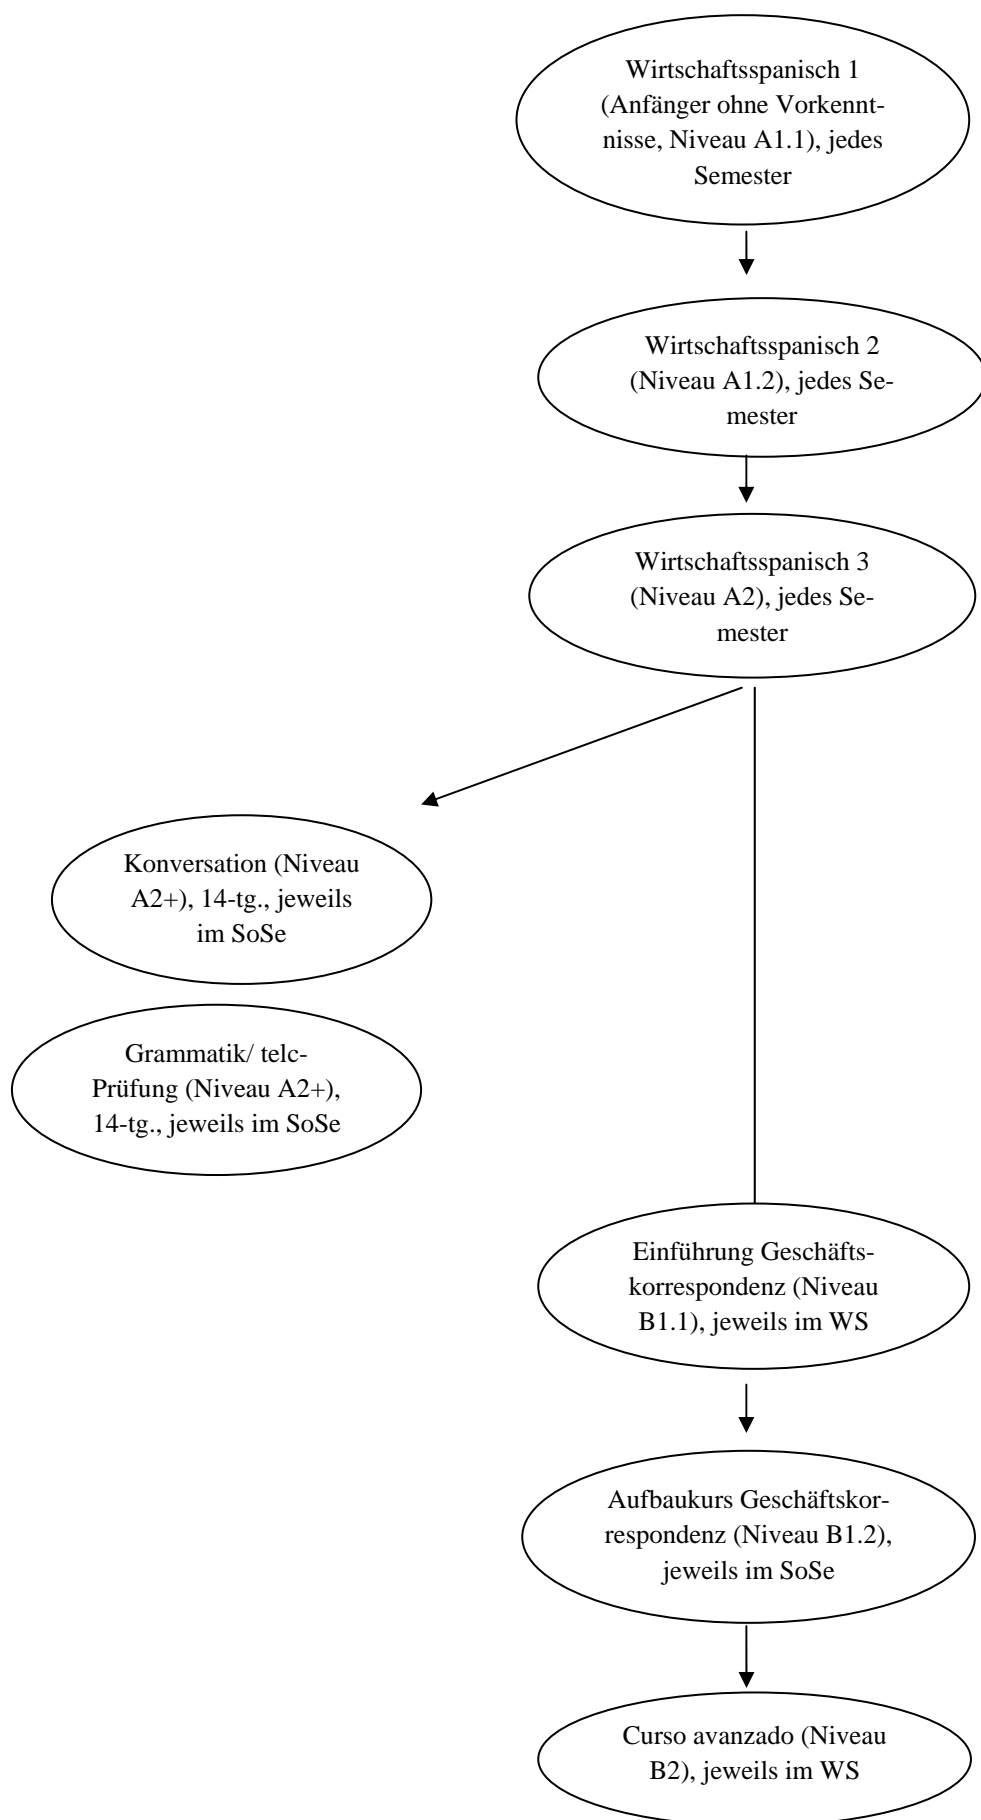 Wirtschaftsspanisch 1
(Anfänger ohne Vorkennt-
nisse, Niveau A1.1), jedes
Semester
Wirtschaftsspanisch 2
(Niveau A1.2), jedes Se-
mester
Wirtschaftsspanisch 3
(Niveau A2), jedes Se-
mester
Konversation (Niveau
A2+), 14-tg., jeweils
im SoSe
Grammatik/ telc-
Prüfung (Niveau A2+),
14-tg., jeweils im SoSe
Einführung Geschäfts-
korrespondenz (Niveau
B1.1), jeweils im WS
Aufbaukurs Geschäftskor-
respondenz (Niveau B1.2),
jeweils im SoSe
Curso avanzado (Niveau
B2), jeweils im WS